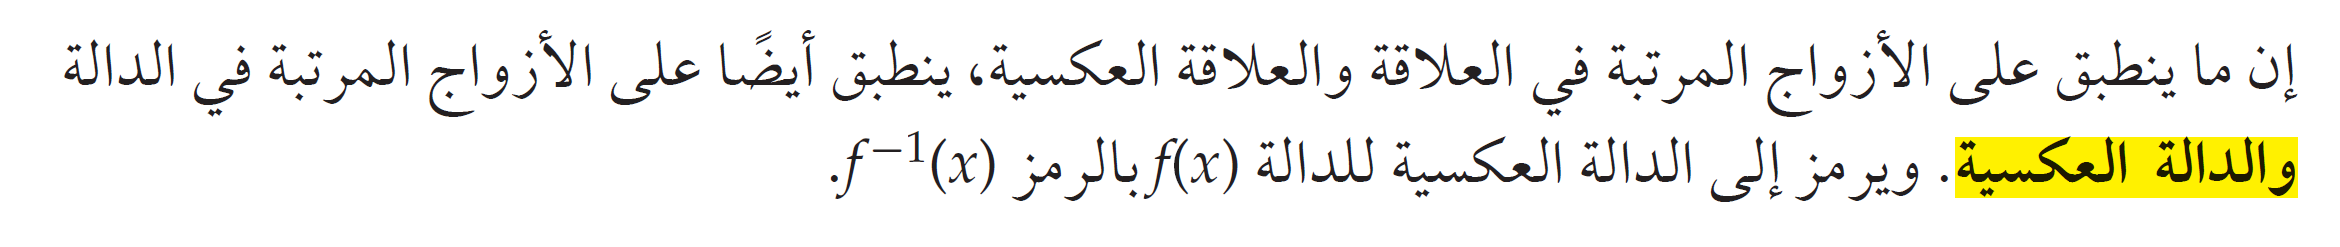 إن ما ينطبق على الأزواج المرتبة في العلاقة والعلاقة العكسية، ينطبق أيضًا على الأزواج المرتبة في الدالة
والدالة العكسية. ويرمز إلى الدالة العكسية للدالة f(x) بالرمز f⁻¹(x).